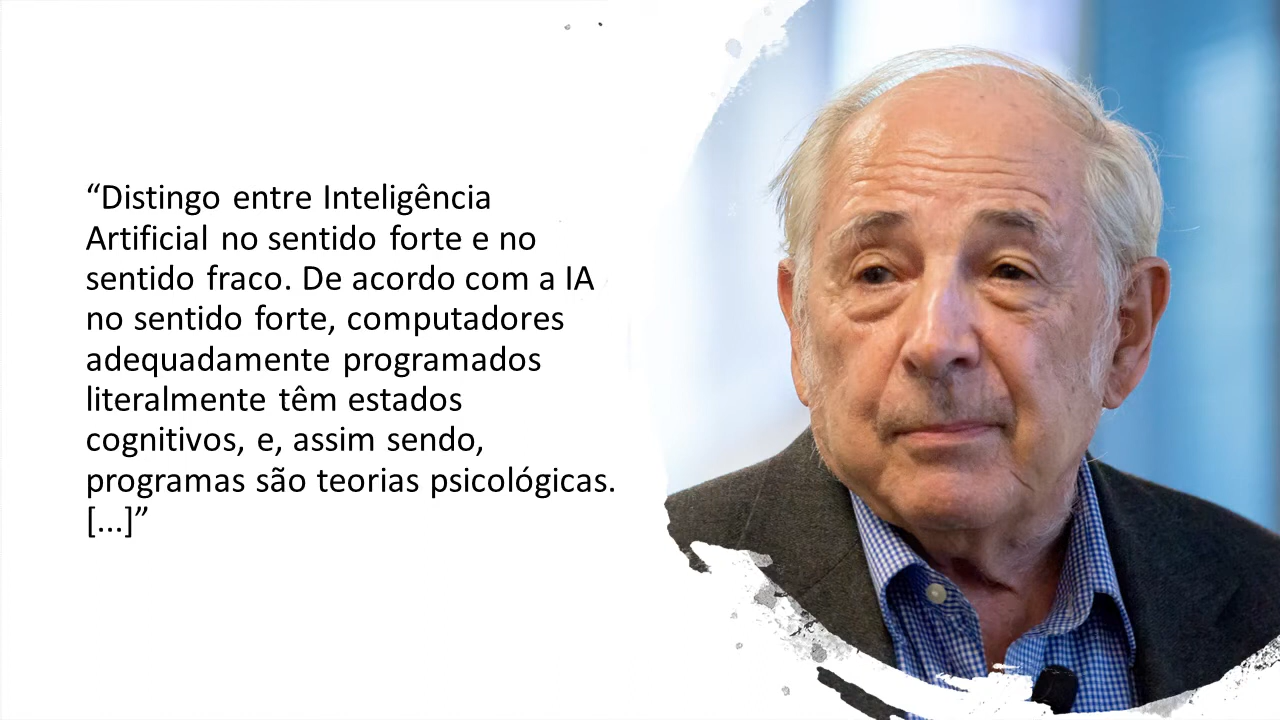 “Distingo entre Inteligência
Artificial no sentido forte e no
sentido fraco. De acordo com a IA
no sentido forte, computadores
adequadamente programados
literalmente têm estados
cognitivos, e, assim sendo,
programas são teorias psicológicas.
[...]”